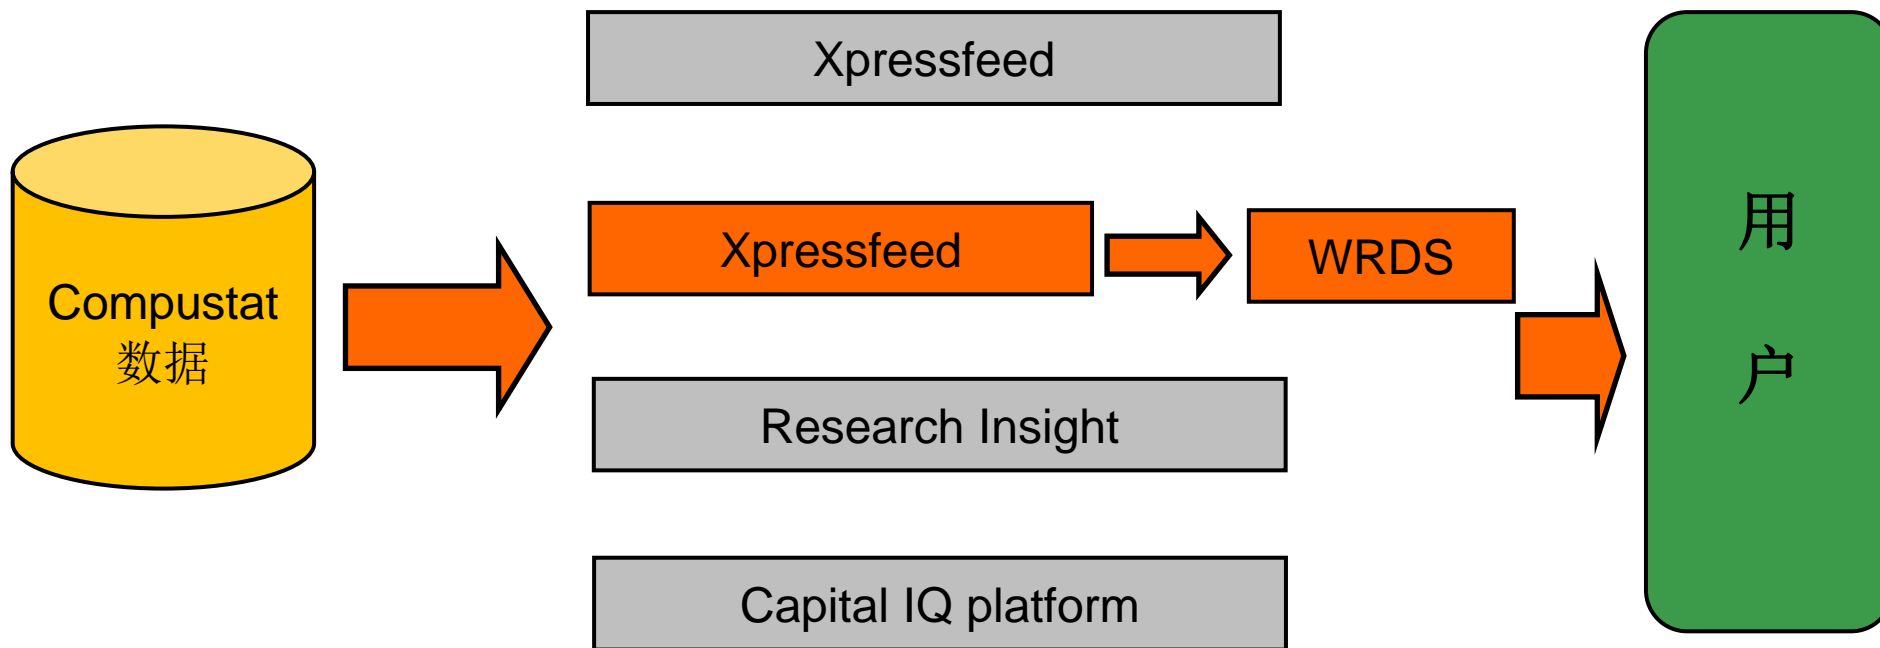 Xpressfeed
Compustat
数据
Xpressfeed
WRDS
Research Insight
Capital IQ platform
用
户